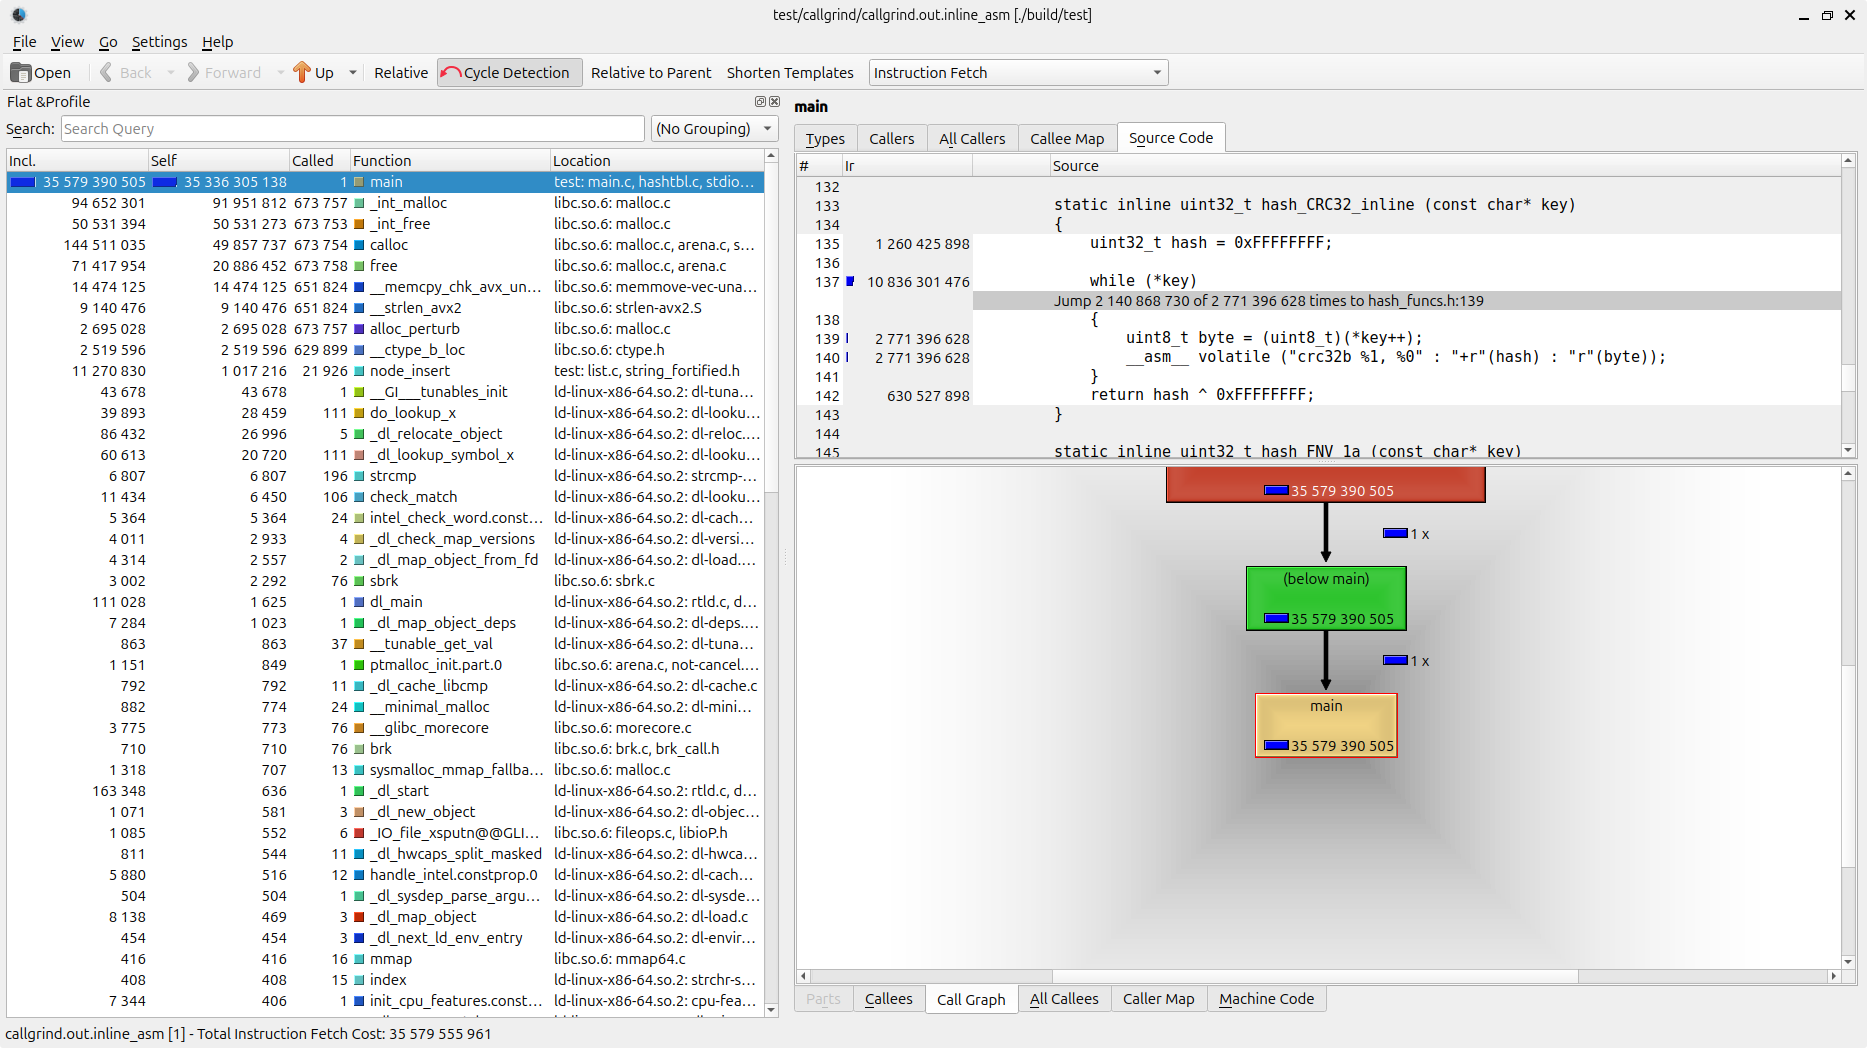 test/callgrind/callgrind.out.inline_asm [./build/test]
File View Go Settings Help
Open Back Forward Up Relative Cycle Detection Relative to Parent Shorten Templates Instruction Fetch
Flat &Profile
Search: Search Query (No Grouping)
Incl. Self Called Function Location
35 579 390 505 35 336 305 138 1 main test: main.c, hashtbl.c, stdio...
94 652 301 91 951 812 673 757 _int_malloc libc.so.6: malloc.c
50 531 394 50 531 273 673 753 _int_free libc.so.6: malloc.c
144 511 035 49 857 737 673 754 calloc libc.so.6: malloc.c, arena.c, s...
71 417 954 20 886 452 673 758 free libc.so.6: malloc.c, arena.c
14 474 125 14 474 125 651 824 __memcpy_chk_avx_un... libc.so.6: memmove-vec-una...
9 140 476 9 140 476 651 824 __strlen_avx2 libc.so.6: strlen-avx2.S
2 695 028 2 695 028 673 757 alloc_perturb libc.so.6: malloc.c
2 519 596 2 519 596 629 899 __ctype_b_loc libc.so.6: ctype.h
11 270 830 1 017 216 21 926 node_insert test: list.c, string_fortified.h
43 678 43 678 1 __GI___tunables_init ld-linux-x86-64.so.2: dl-tuna...
39 893 28 459 111 do_lookup_x ld-linux-x86-64.so.2: dl-looku...
86 432 26 996 5 _dl_relocate_object ld-linux-x86-64.so.2: dl-reloc...
60 613 20 720 111 _dl_lookup_symbol_x ld-linux-x86-64.so.2: dl-looku...
6 807 6 807 196 strcmp ld-linux-x86-64.so.2: strcmp-...
11 434 6 450 106 check_match ld-linux-x86-64.so.2: dl-looku...
5 364 5 364 24 intel_check_word.const... ld-linux-x86-64.so.2: dl-cach...
4 011 2 933 4 _dl_check_map_versions ld-linux-x86-64.so.2: dl-versi...
4 314 2 557 2 _dl_map_object_from_fd ld-linux-x86-64.so.2: dl-load....
3 002 2 292 76 sbrk libc.so.6: sbrk.c
111 028 1 625 1 dl_main ld-linux-x86-64.so.2: rtld.c, d...
7 284 1 023 1 _dl_map_object_deps ld-linux-x86-64.so.2: dl-deps....
863 863 37 __tunable_get_val ld-linux-x86-64.so.2: dl-tuna...
1 151 849 1 ptmalloc_init.part.0 libc.so.6: arena.c, not-cancel....
792 792 11 _dl_cache_libcmp ld-linux-x86-64.so.2: dl-cache.c
882 774 24 __minimal_malloc ld-linux-x86-64.so.2: dl-mini...
3 775 773 76 __glibc_morecore libc.so.6: morecore.c
710 710 76 brk libc.so.6: brk.c, brk_call.h
1 318 707 13 sysmalloc_mmap_fallba... libc.so.6: malloc.c
163 348 636 1 _dl_start ld-linux-x86-64.so.2: rtld.c, d...
1 071 581 3 _dl_new_object ld-linux-x86-64.so.2: dl-objec...
1 085 552 6 _IO_file_xsputn@@GLI... libc.so.6: fileops.c, libioP.h
811 544 11 _dl_hwcaps_split_masked ld-linux-x86-64.so.2: dl-hwca...
5 880 516 12 handle_intel.constprop.0 ld-linux-x86-64.so.2: dl-cach...
504 504 1 _dl_sysdep_parse_argu... ld-linux-x86-64.so.2: dl-sysde...
8 138 469 3 _dl_map_object ld-linux-x86-64.so.2: dl-load.c
454 454 3 _dl_next_ld_env_entry ld-linux-x86-64.so.2: dl-envir...
416 416 16 mmap libc.so.6: mmap64.c
408 408 15 index ld-linux-x86-64.so.2: strchr-s...
7 344 406 1 init_cpu_features.const... ld-linux-x86-64.so.2: cpu-fea...
main
Types Callers All Callers Callee Map Source Code
# Ir Source
132
133 static inline uint32_t hash_CRC32_inline (const char* key)
134 {
135 1 260 425 898 uint32_t hash = 0xFFFFFFFF;
136
137 10 836 301 476 while (*key)
Jump 2 140 868 730 of 2 771 396 628 times to hash_funcs.h:139
138 {
139 2 771 396 628 uint8_t byte = (uint8_t)(*key++);
140 2 771 396 628 __asm__ volatile ("crc32b %1, %0" : "+r"(hash) : "r"(byte));
141 }
142 630 527 898 return hash ^ 0xFFFFFFFF;
143 }
144
145 static inline uint32_t hash_FNV_1a (const char* key)
35 579 390 505
1 x
(below main)
35 579 390 505
1 x
main
35 579 390 505
Parts Callees Call Graph All Callees Caller Map Machine Code
callgrind.out.inline_asm [1] - Total Instruction Fetch Cost: 35 579 555 961